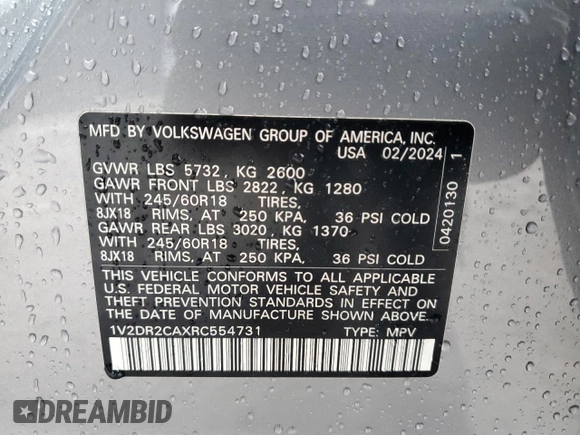 MFD BY VOLKSWAGEN GROUP OF AMERICA, INC.
USA 02/2024
GVWR LBS 5732, KG 2600
GAWR FRONT LBS 2822, KG 1280
WITH 245/60R18 TIRES,
8JX18 RIMS, AT 250 KPA, 36 PSI COLD
GAWR REAR LBS 3020, KG 1370
WITH 245/60R18 TIRES,
8JX18 RIMS, AT 250 KPA, 36 PSI COLD
THIS VEHICLE CONFORMS TO ALL APPLICABLE
U.S. FEDERAL MOTOR VEHICLE SAFETY AND
THEFT PREVENTION STANDARDS IN EFFECT ON
THE DATE OF MANUFACTURE SHOWN ABOVE.
1V2DR2CAXRC554731 TYPE: MPV
0420130 1
DREAMBID